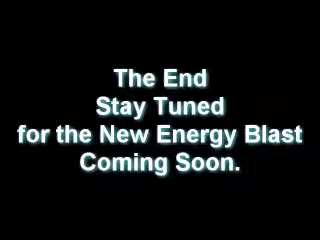 The End
Stay Tuned
for the New Energy Blast
Coming Soon.